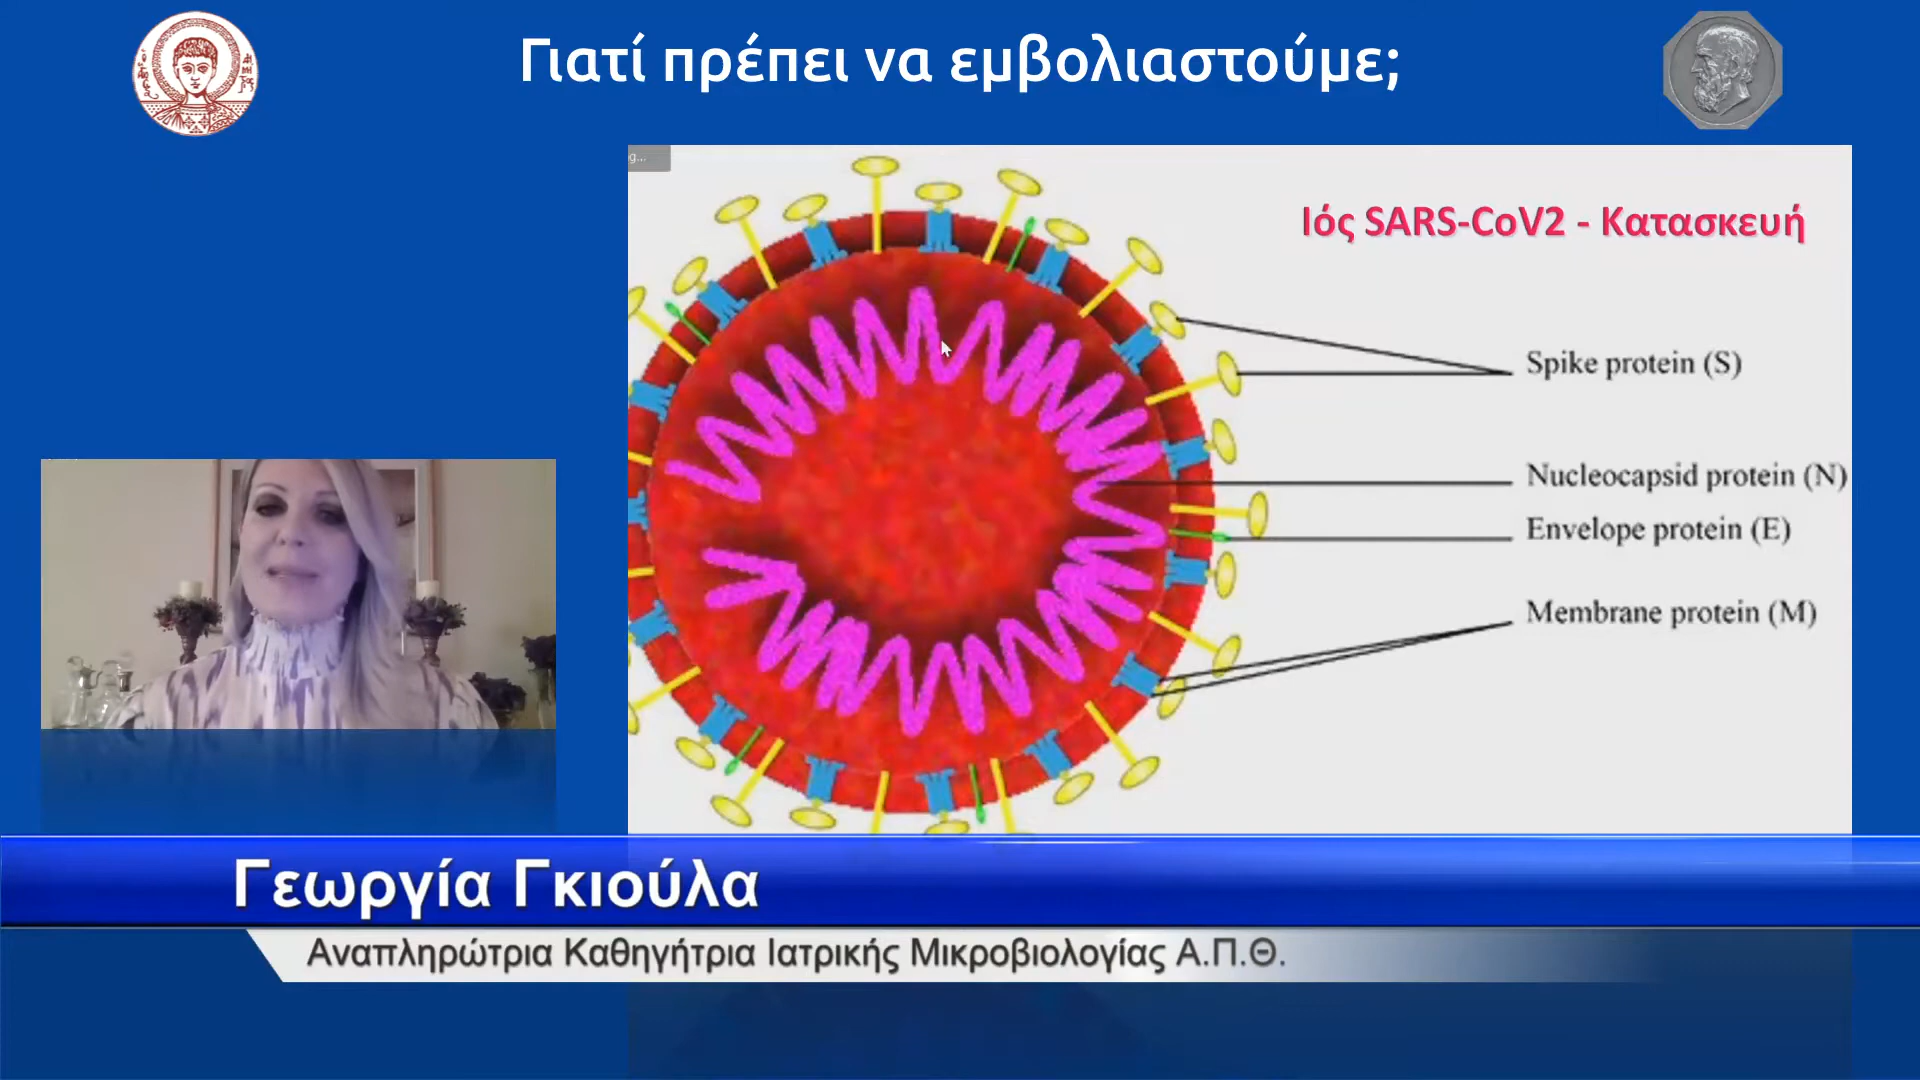 Γιατί πρέπει να εμβολιαστούμε;
Ιός SARS-CoV2 - Κατασκευή
Spike protein (S)
Nucleocapsid protein (N)
Envelope protein (E)
Membrane protein (M)
Γεωργία Γκιούλα
Αναπληρώτρια Καθηγήτρια Ιατρικής Μικροβιολογίας Α.Π.Θ.